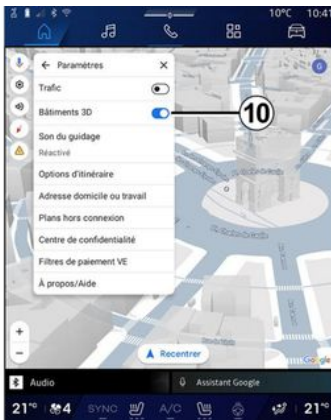 10°C 10:41
← Paramètres ×
G
Trafic
Bâtiments 3D
10
Son du guidage
Réactivé
Options d'itinéraire
Adresse domicile ou travail
Plans hors connexion
Centre de confidentialité
Filtres de paiement VE
À propos/Aide
+
−
Recentrer
Google
Audio
Assistant Google
21°C 4 SYNC A/C 21°C